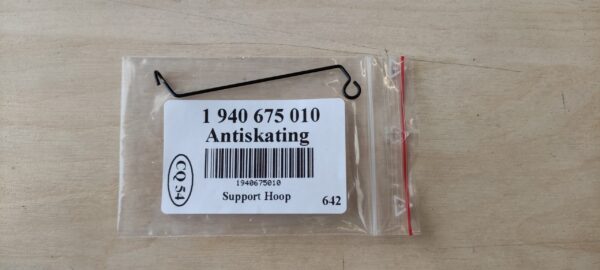 1 940 675 010
Antiskating
CQ 54
1940675010
Support Hoop
642